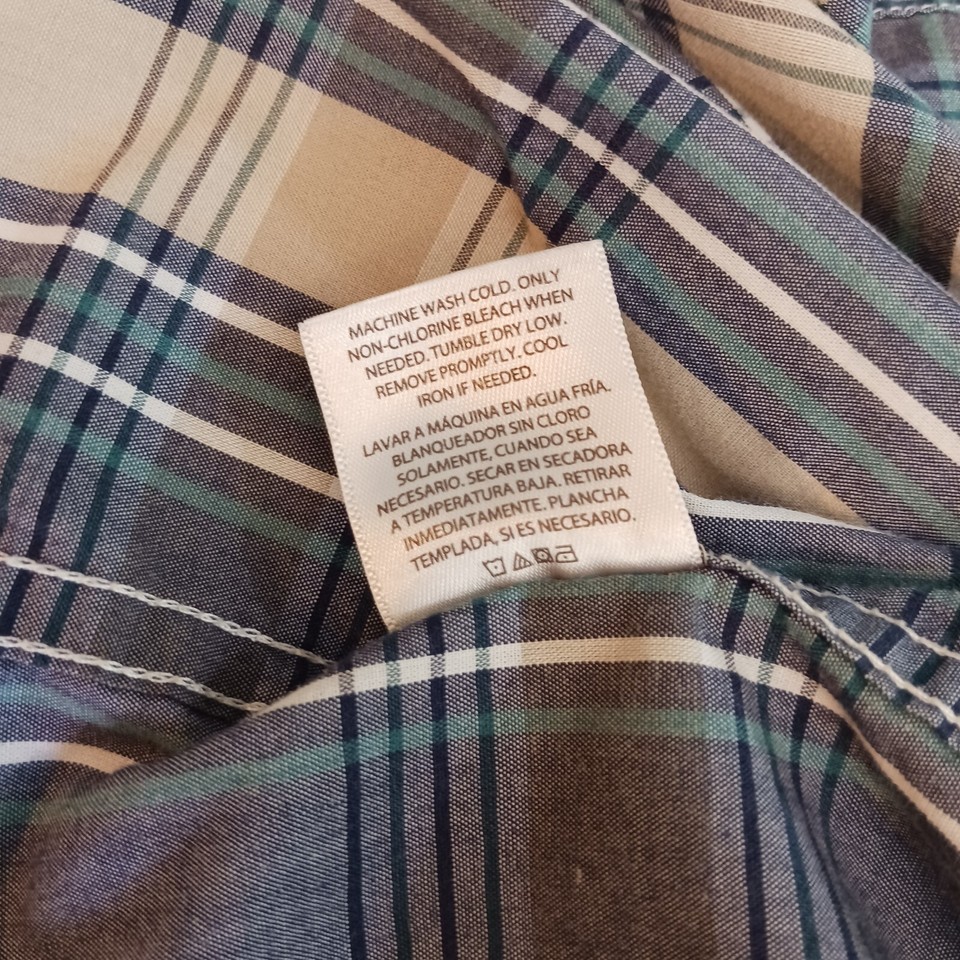 MACHINE WASH COLD. ONLY
NON-CHLORINE BLEACH WHEN
NEEDED. TUMBLE DRY LOW.
REMOVE PROMPTLY. COOL
IRON IF NEEDED.
LAVAR A MÁQUINA EN AGUA FRÍA.
BLANQUEADOR SIN CLORO
SOLAMENTE, CUANDO SEA
NECESARIO. SECAR EN SECADORA
A TEMPERATURA BAJA. RETIRAR
INMEDIATAMENTE. PLANCHA
TEMPLADA, SI ES NECESARIO.